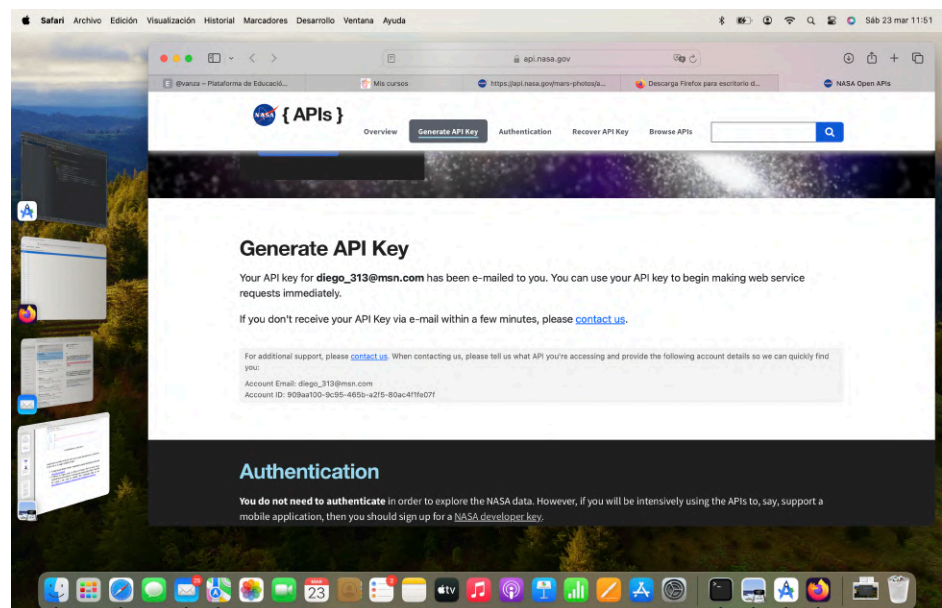 Safari Archivo Edición Visualización Historial Marcadores Desarrollo Ventana Ayuda
Sáb 23 mar 11:51
api.nasa.gov
@vanza – Plataforma de Educació...
Mis cursos
https://api.nasa.gov/mars-photos/a...
Descarga Firefox para escritorio d...
NASA Open APIs
NASA
{ APIs }
Overview
Generate API Key
Authentication
Recover API Key
Browse APIs
Generate API Key
Your API key for diego_313@msn.com has been e-mailed to you. You can use your API key to begin making web service
requests immediately.
If you don't receive your API Key via e-mail within a few minutes, please contact us.
For additional support, please contact us. When contacting us, please tell us what API you're accessing and provide the following account details so we can quickly find
you:
Account Email: diego_313@msn.com
Account ID: 909aa100-9c95-465b-a2f5-80ac4f1fe07f
Authentication
You do not need to authenticate in order to explore the NASA data. However, if you will be intensively using the APIs to, say, support a
mobile application, then you should sign up for a NASA developer key.
MAR
23
tv